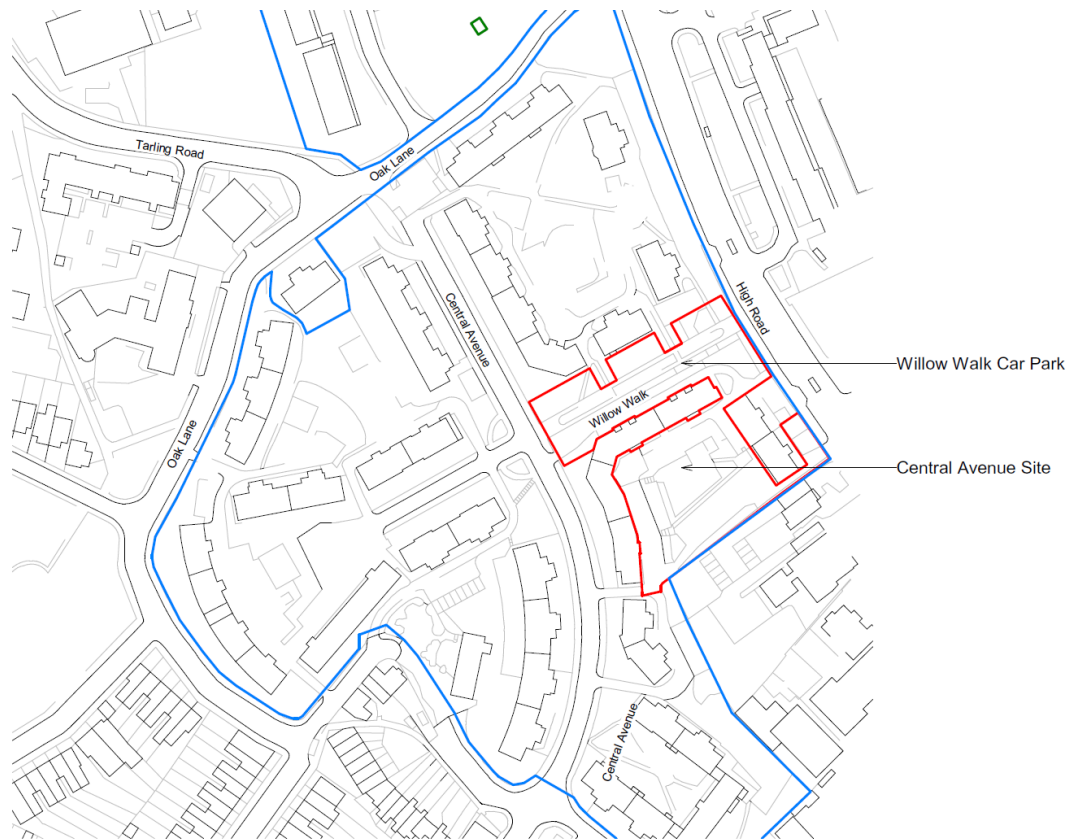 Tarling Road
Oak Lane
Central Avenue
High Road
Willow Walk Car Park
Willow Walk
Oak Lane
Central Avenue Site
Central Avenue